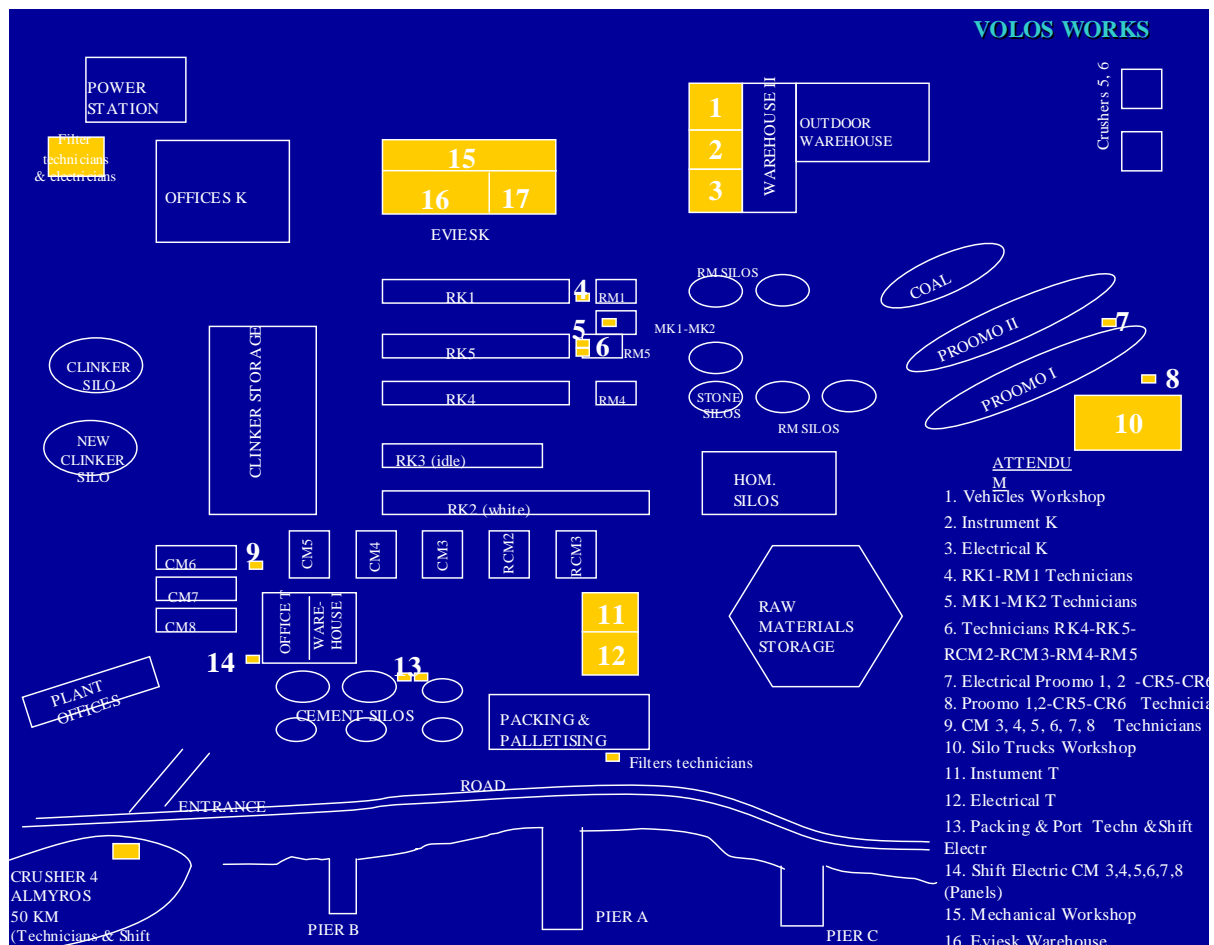 VOLOS WORKS
POWER
STATION
Filter
technicians
& electricians
OFFICES K
15
16
17
EVIESK
1
2
3
WAREHOUSE II
OUTDOOR
WAREHOUSE
Crushers 5, 6
RK1
4
RM1
5
MK1-MK2
RK5
6
RM5
RK4
RM4
RK3 (idle)
RK2 (white)
RM SILOS
STONE
SILOS
RM SILOS
COAL
PROOMO II
PROOMO I
7
8
10
CLINKER
SILO
NEW
CLINKER
SILO
CLINKER STORAGE
HOM.
SILOS
CM6
CM7
CM8
9
CM5
CM4
CM3
RCM2
RCM3
OFFICE T
WARE-
HOUSE I
11
12
RAW
MATERIALS
STORAGE
14
13
PLANT
OFFICES
CEMENT SILOS
PACKING &
PALLETISING
Filters technicians
ROAD
ENTRANCE
CRUSHER 4
ALMYROS
50 KM
(Technicians & Shift
PIER B
PIER A
PIER C
ATTENDU
M
1. Vehicles Workshop
2. Instrument K
3. Electrical K
4. RK1-RM1 Technicians
5. MK1-MK2 Technicians
6. Technicians RK4-RK5-
RCM2-RCM3-RM4-RM5
7. Electrical Proomo 1, 2 -CR5-CR6
8. Proomo 1,2-CR5-CR6 Technicia
9. CM 3, 4, 5, 6, 7, 8 Technicians
10. Silo Trucks Workshop
11. Instument T
12. Electrical T
13. Packing & Port Techn &Shift
Electr
14. Shift Electric CM 3,4,5,6,7,8
(Panels)
15. Mechanical Workshop
16. Eviesk Warehouse